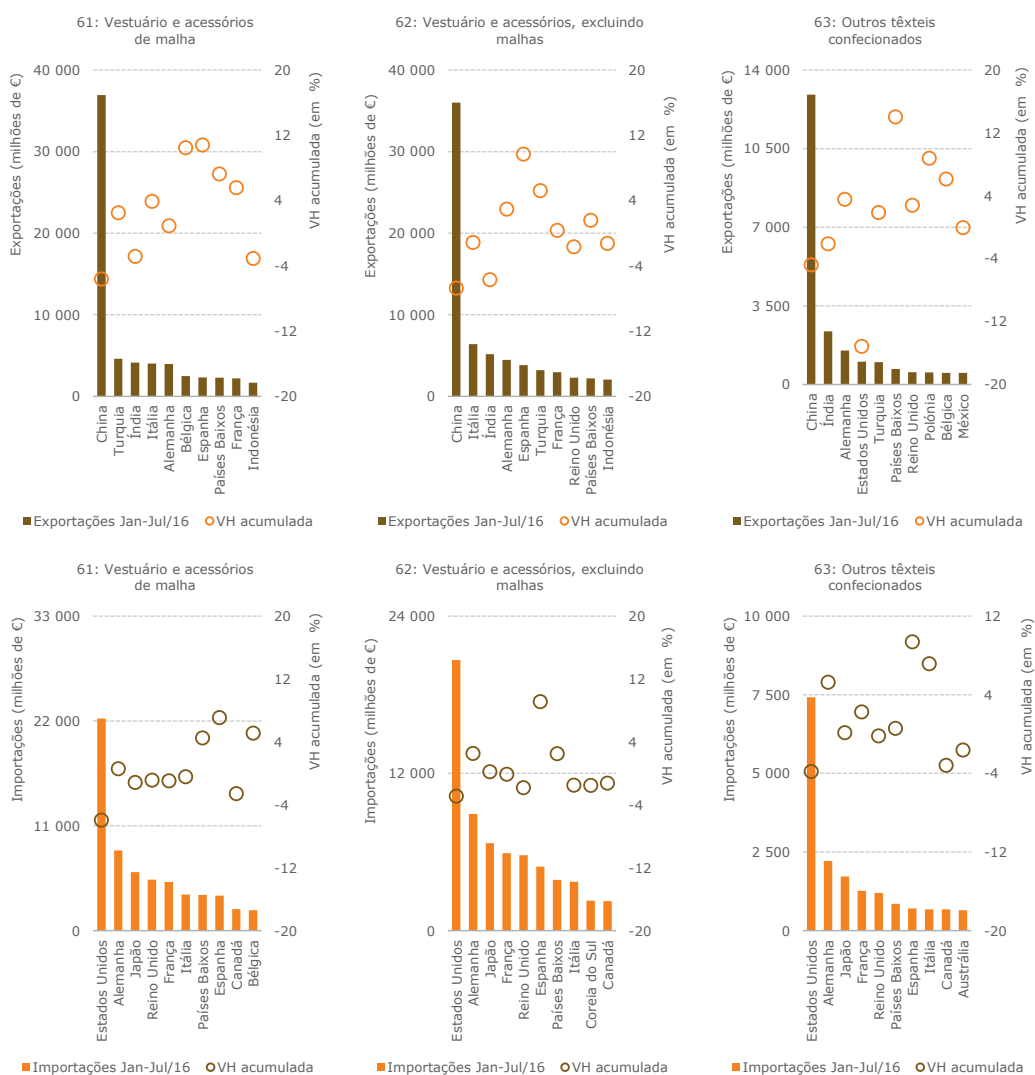 61: Vestuário e acessórios
de malha
Exportações (milhões de €)
40 000
30 000
20 000
10 000
0
20
12
4
-4
-12
-20
VH acumulada (em %)
China
Turquia
Índia
Itália
Alemanha
Bélgica
Espanha
Países Baixos
França
Indonésia
Exportações Jan-Jul/16
VH acumulada
62: Vestuário e acessórios, excluindo
malhas
Exportações (milhões de €)
40 000
30 000
20 000
10 000
0
20
12
4
-4
-12
-20
VH acumulada (em %)
China
Itália
Índia
Alemanha
Espanha
Turquia
França
Reino Unido
Países Baixos
Indonésia
Exportações Jan-Jul/16
VH acumulada
63: Outros têxteis
confecionados
Exportações (milhões de €)
14 000
10 500
7 000
3 500
0
20
12
4
-4
-12
-20
VH acumulada (em %)
China
Índia
Alemanha
Estados Unidos
Turquia
Países Baixos
Reino Unido
Polónia
Bélgica
México
Exportações Jan-Jul/16
VH acumulada
61: Vestuário e acessórios
de malha
Importações (milhões de €)
33 000
22 000
11 000
0
20
12
4
-4
-12
-20
VH acumulada (em %)
Estados Unidos
Alemanha
Japão
Reino Unido
França
Itália
Países Baixos
Espanha
Canadá
Bélgica
Importações Jan-Jul/16
VH acumulada
62: Vestuário e acessórios, excluindo
malhas
Importações (milhões de €)
24 000
12 000
0
20
12
4
-4
-12
-20
VH acumulada (em %)
Estados Unidos
Alemanha
Japão
França
Reino Unido
Espanha
Países Baixos
Itália
Coreia do Sul
Canadá
Importações Jan-Jul/16
VH acumulada
63: Outros têxteis
confecionados
Importações (milhões de €)
10 000
7 500
5 000
2 500
0
12
4
-4
-12
-20
VH acumulada (em %)
Estados Unidos
Alemanha
Japão
França
Reino Unido
Países Baixos
Espanha
Itália
Canadá
Austrália
Importações Jan-Jul/16
VH acumulada